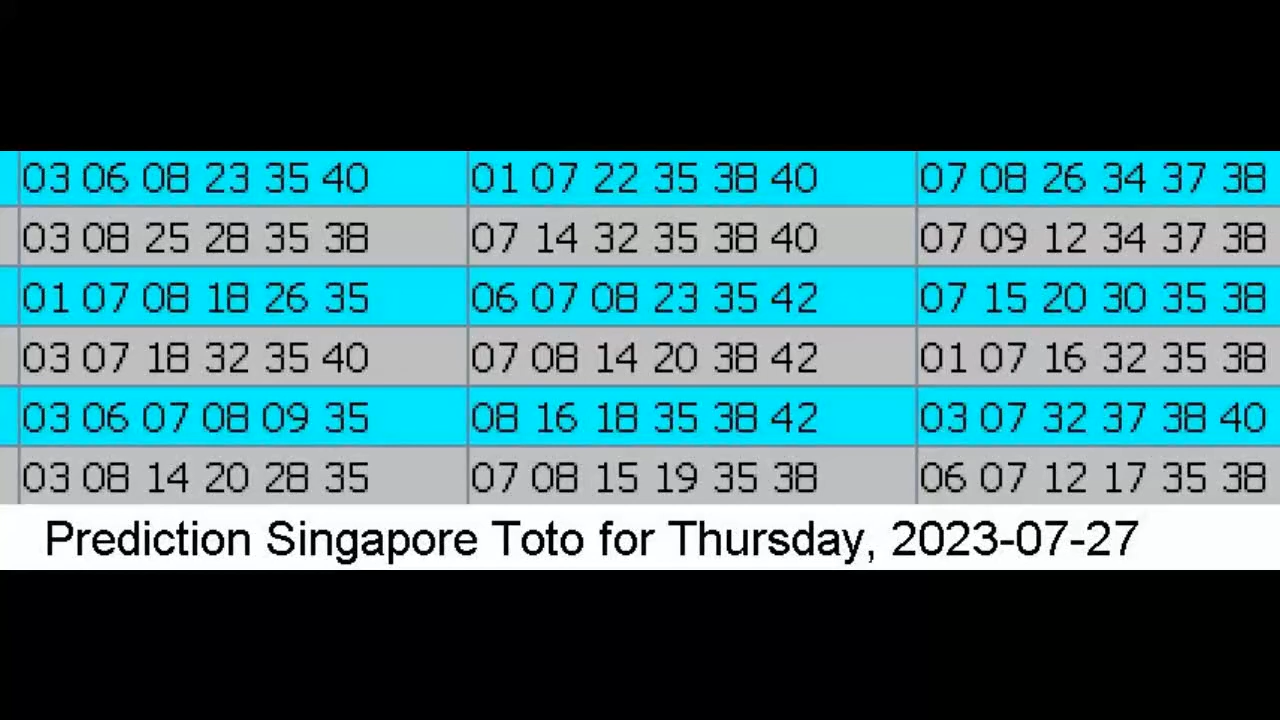 03 06 08 23 35 40 01 07 22 35 38 40 07 08 26 34 37 38
03 08 25 28 35 38 07 14 32 35 38 40 07 09 12 34 37 38
01 07 08 18 26 35 06 07 08 23 35 42 07 15 20 30 35 38
03 07 18 32 35 40 07 08 14 20 38 42 01 07 16 32 35 38
03 06 07 08 09 35 08 16 18 35 38 42 03 07 32 37 38 40
03 08 14 20 28 35 07 08 15 19 35 38 06 07 12 17 35 38
Prediction Singapore Toto for Thursday, 2023-07-27